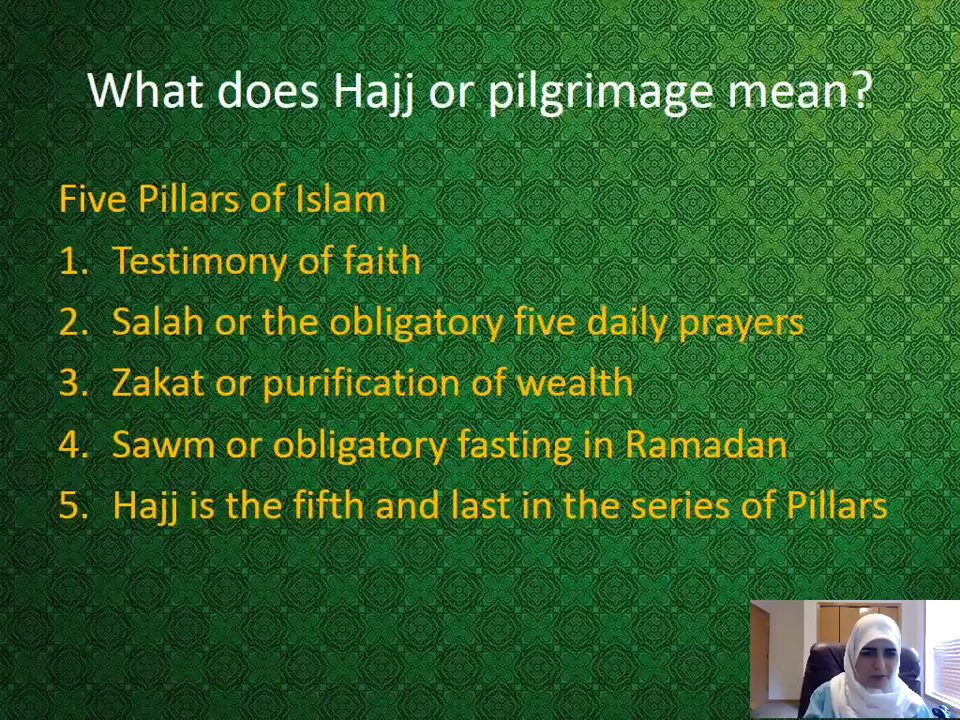 What does Hajj or pilgrimage mean?
Five Pillars of Islam
1. Testimony of faith
2. Salah or the obligatory five daily prayers
3. Zakat or purification of wealth
4. Sawm or obligatory fasting in Ramadan
5. Hajj is the fifth and last in the series of Pillars